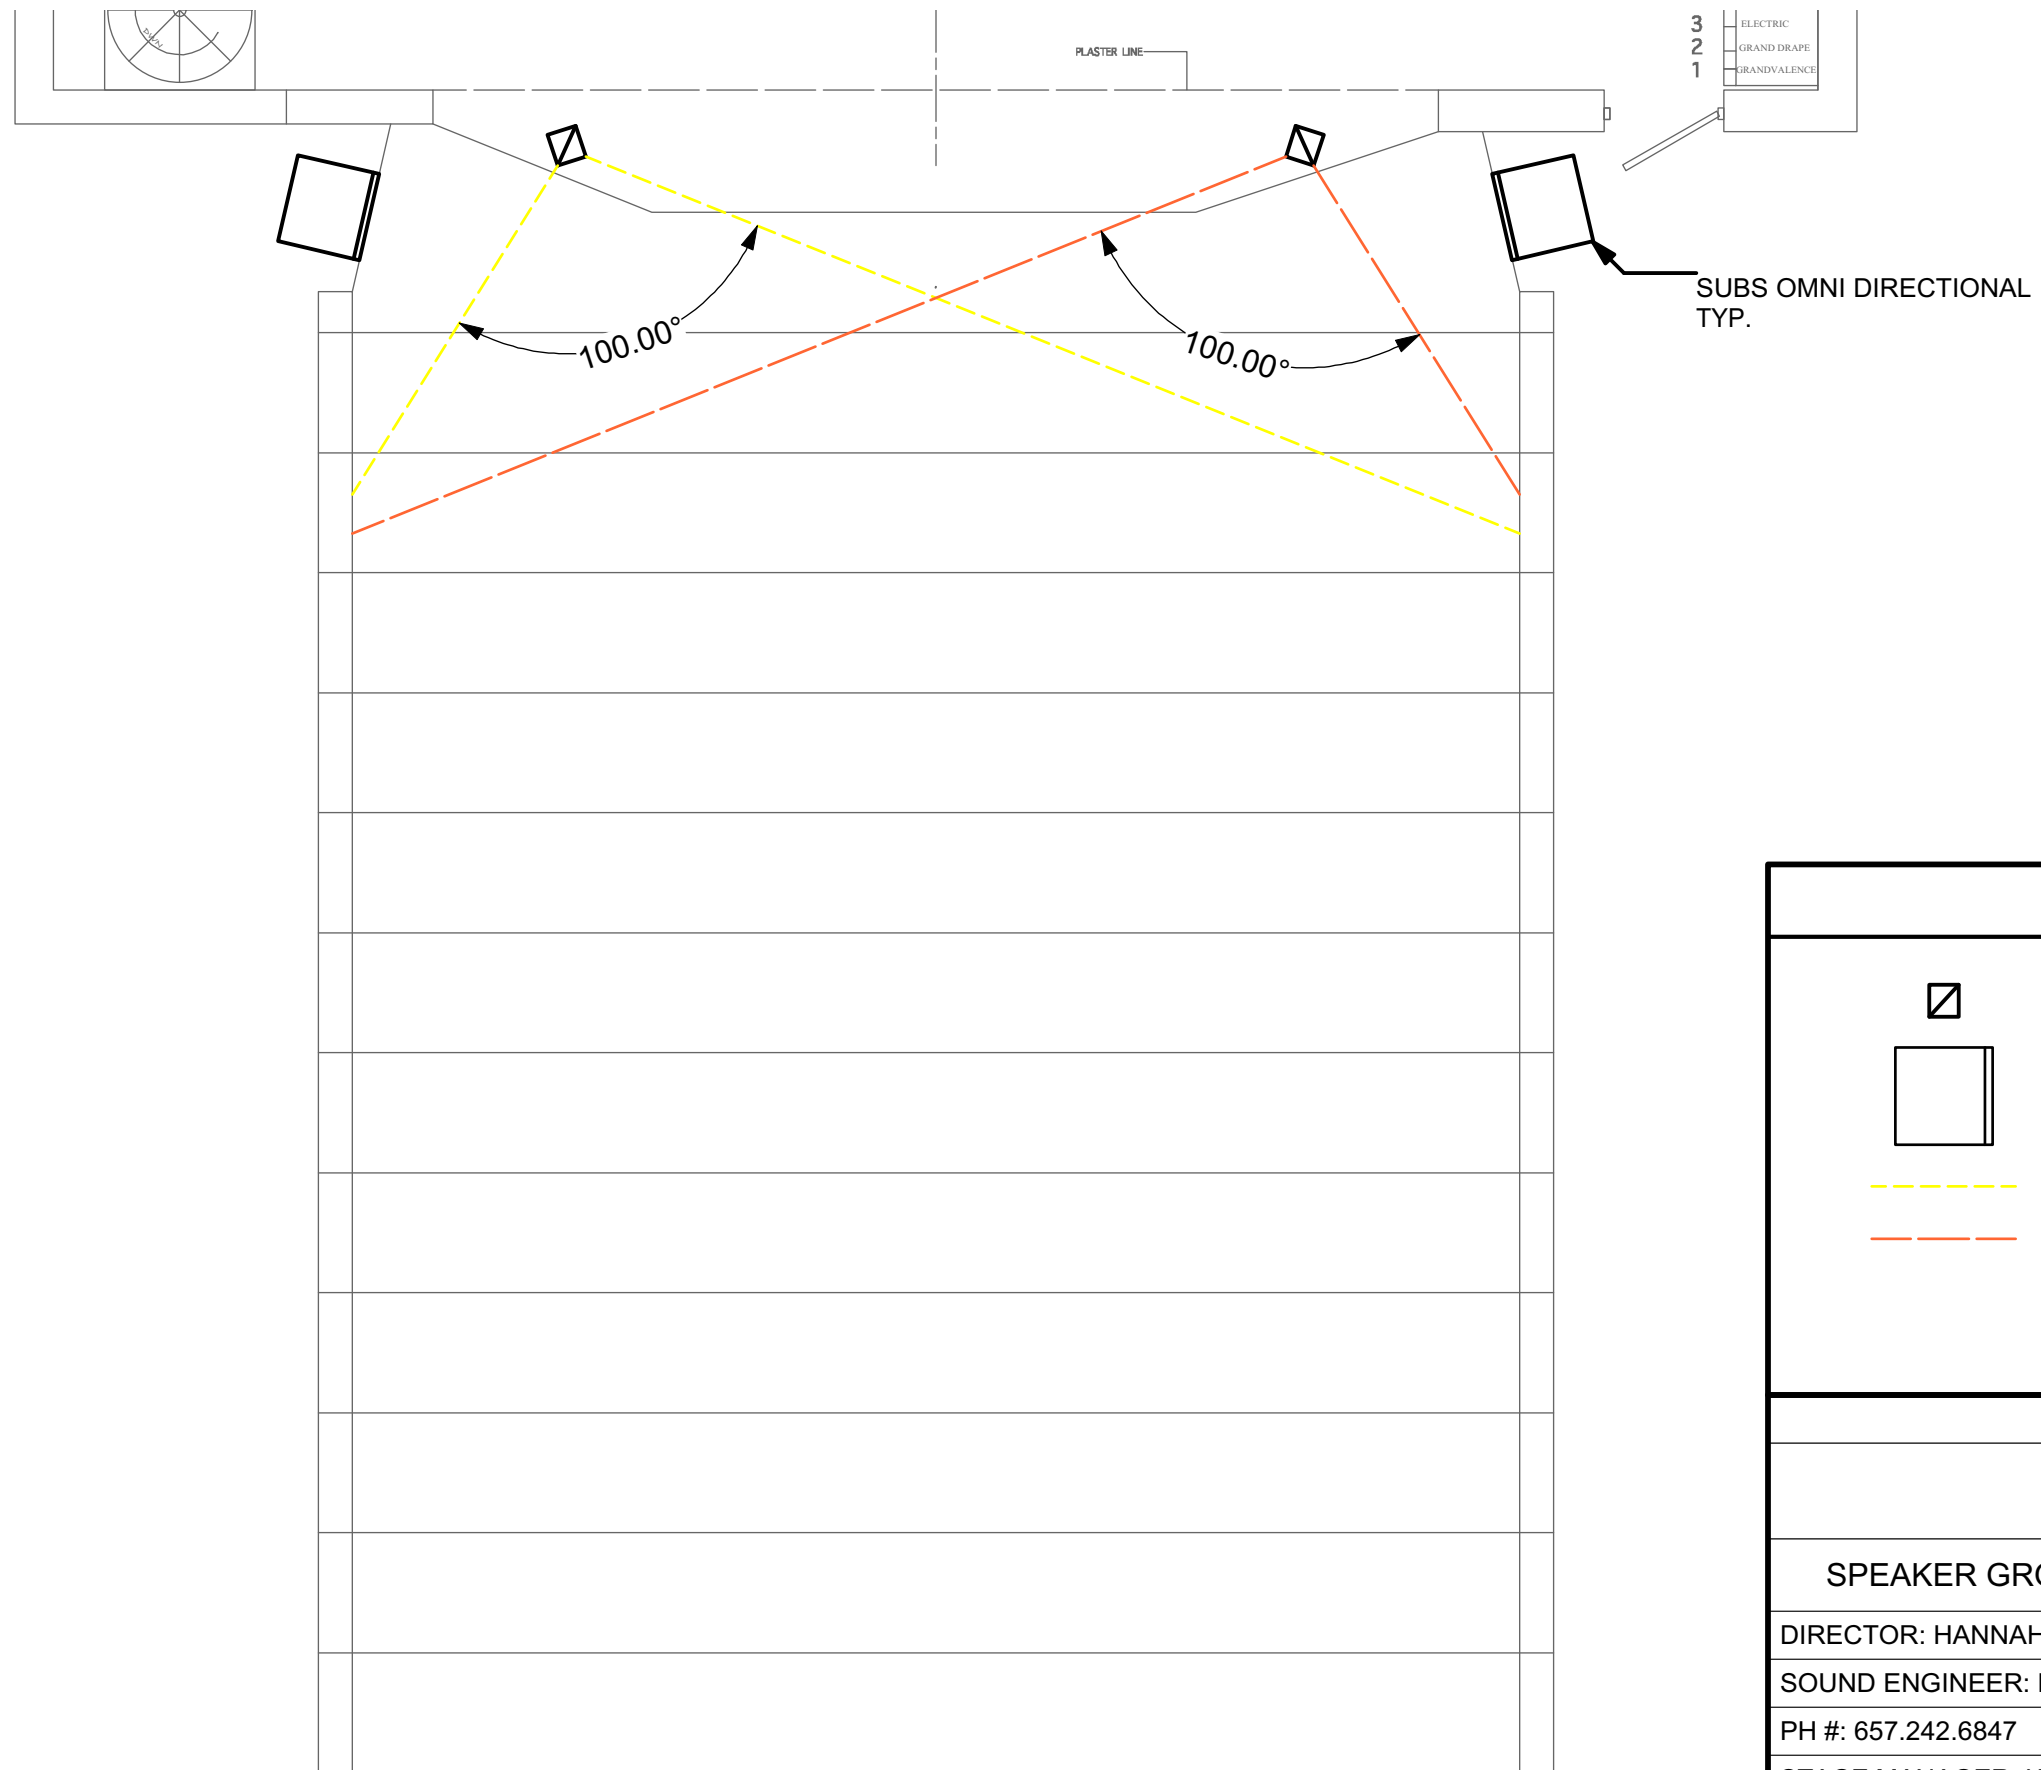 DWN
PLASTER LINE
3 ELECTRIC
2 GRAND DRAPE
1 GRANDVALENCE
100.00°
100.00°
SUBS OMNI DIRECTIONAL
TYP.
SPEAKER
DIRECTOR: HANNAH
SOUND ENGINEER:
PH #: 657.242.6847